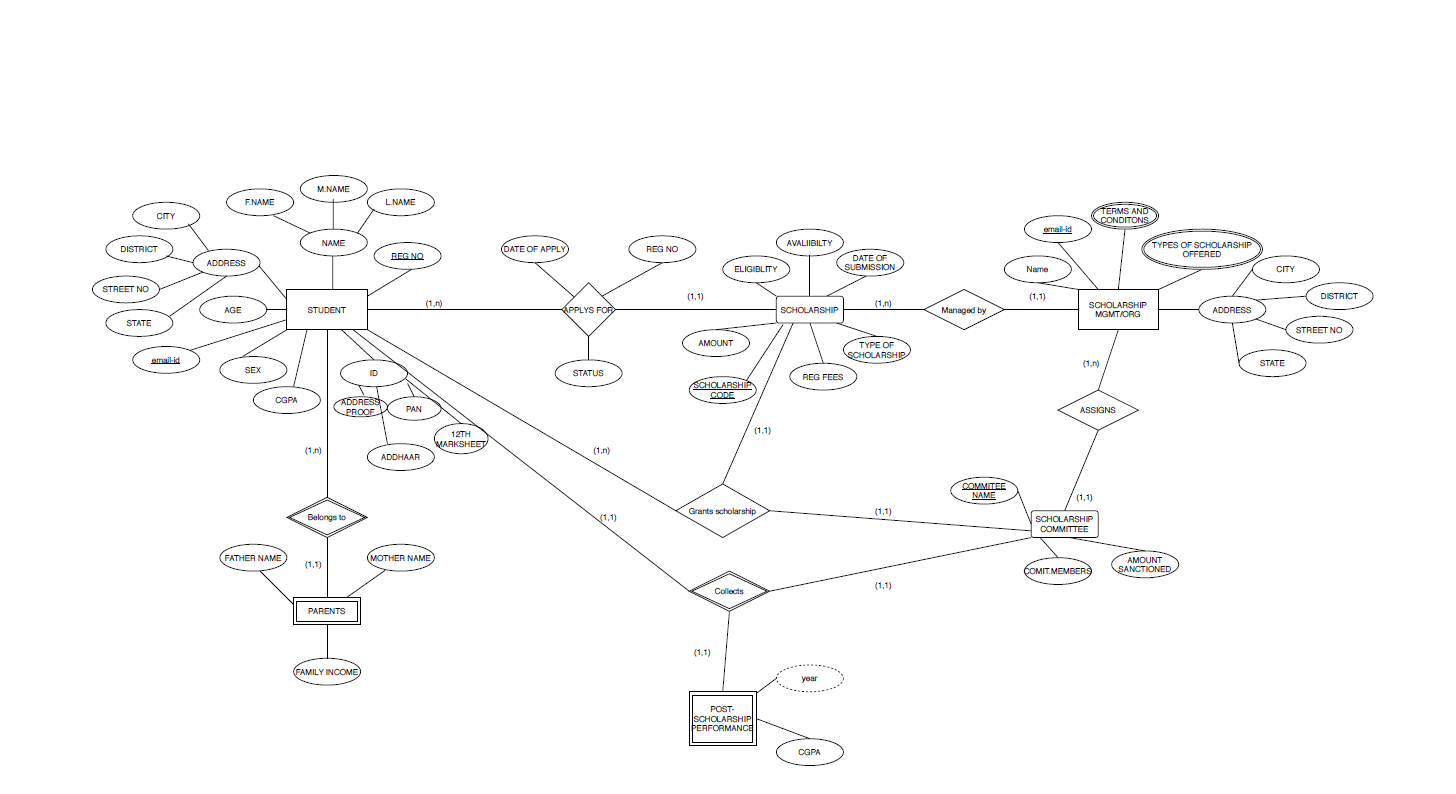 M.NAME
F.NAME
L.NAME
CITY
NAME
DISTRICT
ADDRESS
REG NO
STREET NO
AGE
STATE
STUDENT
email-id
SEX
CGPA
ID
ADDRESS
PROOF
PAN
12TH
MARKSHEET
ADDHAAR
(1,n)
DATE OF APPLY
REG NO
APPLYS FOR
STATUS
(1,1)
AVALIIBILTY
ELIGIBLITY
DATE OF
SUBMISSION
SCHOLARSHIP
AMOUNT
TYPE OF
SCHOLARSHIP
SCHOLARSHIP
CODE
REG FEES
(1,n)
Managed by
(1,1)
TERMS AND
CONDITONS
email-id
TYPES OF SCHOLARSHIP
OFFERED
Name
SCHOLARSHIP
MGMT/ORG
ADDRESS
CITY
DISTRICT
STREET NO
STATE
(1,n)
ASSIGNS
(1,1)
(1,n)
Belongs to
(1,1)
FATHER NAME
MOTHER NAME
PARENTS
FAMILY INCOME
(1,n)
(1,1)
(1,1)
Grants scholarship
(1,1)
COMMITEE
NAME
SCHOLARSHIP
COMMITTEE
COMIT.MEMBERS
AMOUNT
SANCTIONED
Collects
(1,1)
(1,1)
year
POST-
SCHOLARSHIP
PERFORMANCE
CGPA